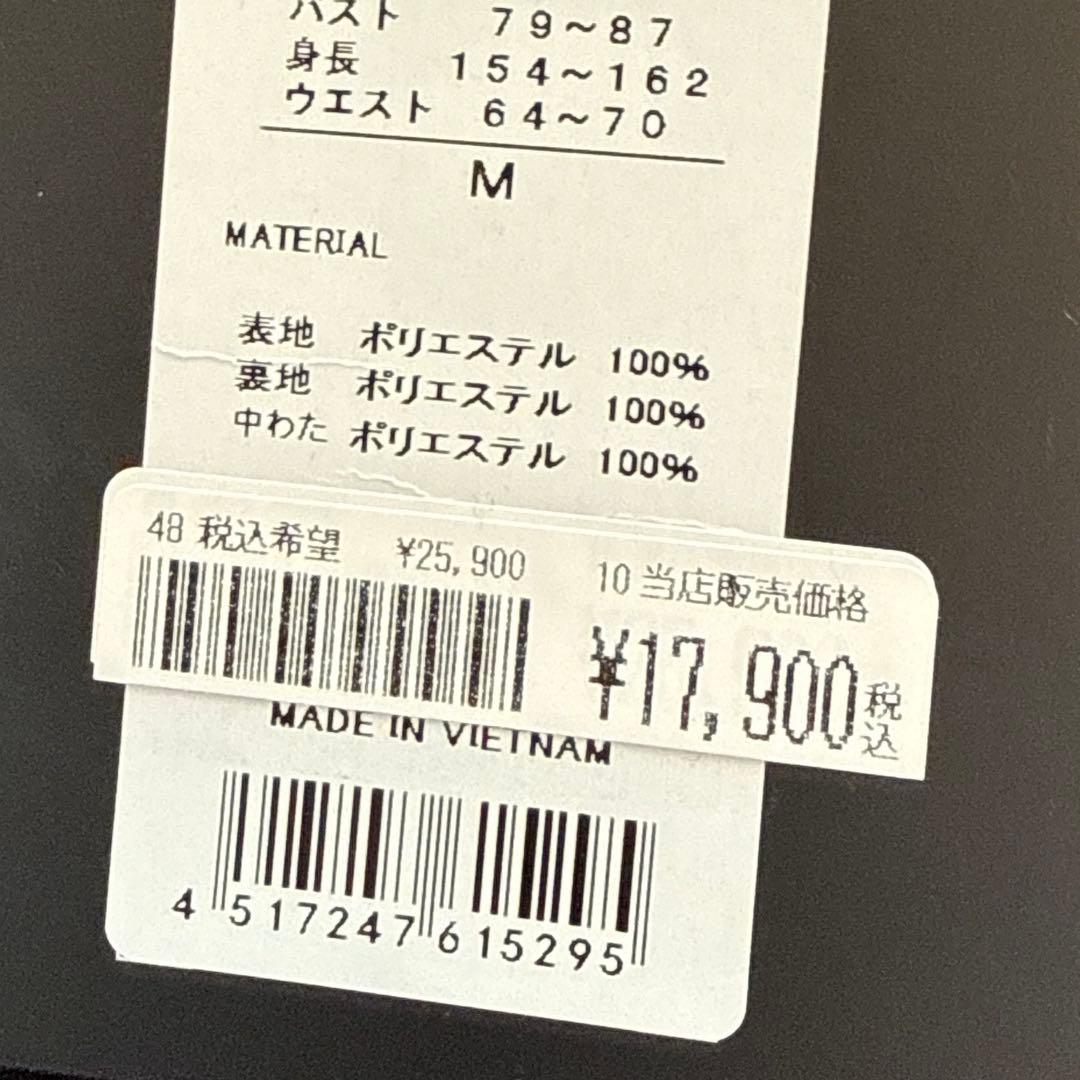 バスト 79～87
身長 154～162
ウエスト 64～70
M
MATERIAL
表地 ポリエステル 100%
裏地 ポリエステル 100%
中わた ポリエステル 100%
48 税込希望 ¥25,900
10 当店販売価格
¥17,900税込
MADE IN VIETNAM
4 517247 615295